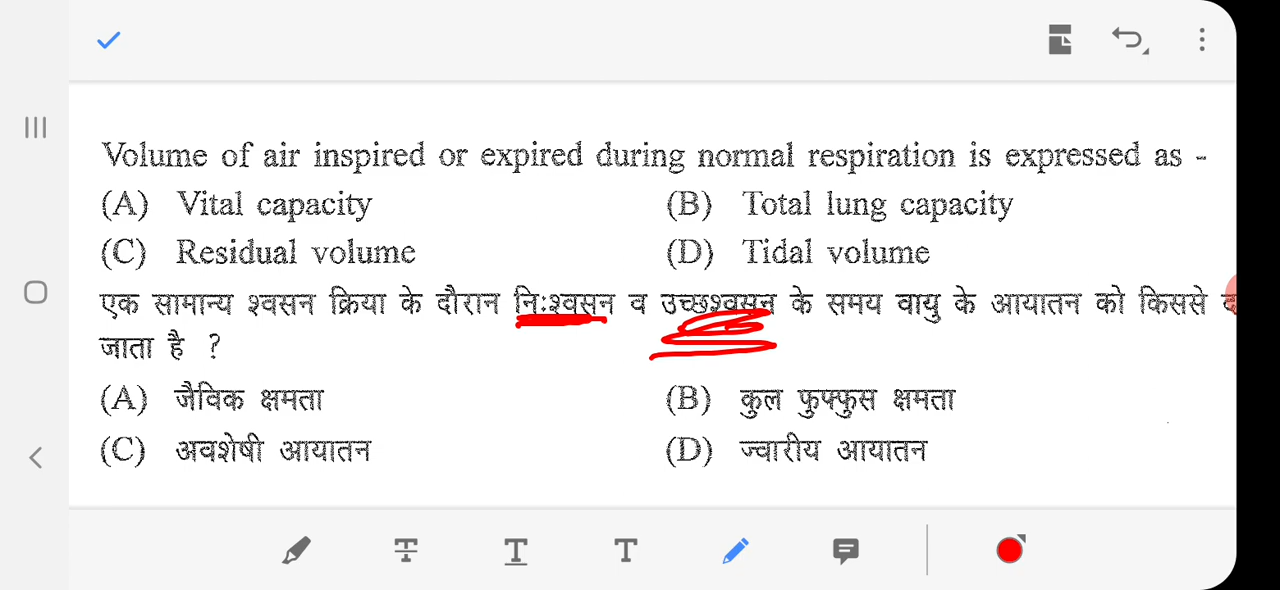 Volume of air inspired or expired during normal respiration is expressed as -
(A) Vital capacity (B) Total lung capacity
(C) Residual volume (D) Tidal volume
एक सामान्य श्वसन क्रिया के दौरान निःश्वसन व उच्छश्वसन के समय वायु के आयातन को किससे
जाता है ?
(A) जैविक क्षमता (B) कुल फुफ्फुस क्षमता
(C) अवशेषी आयातन (D) ज्वारीय आयातन